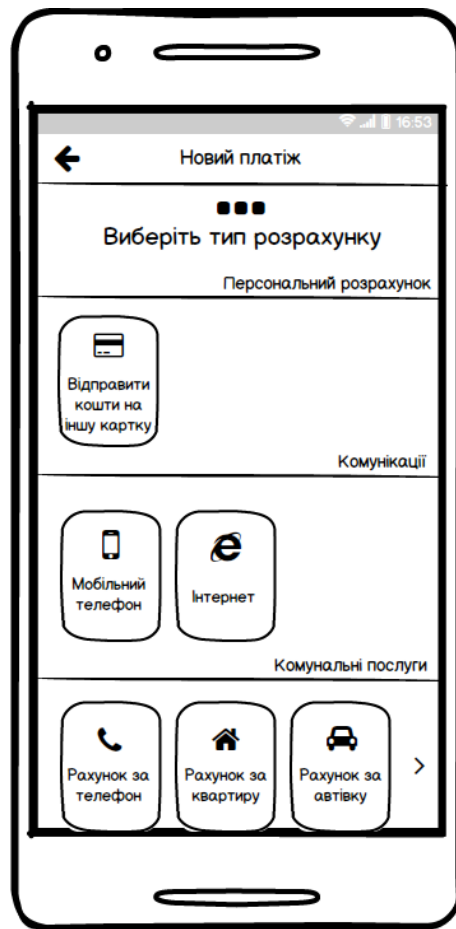 16:53
Новий платіж
Виберіть тип розрахунку
Персональний розрахунок
Відправити
кошти на
іншу картку
Комунікації
Мобільний
телефон
Інтернет
Комунальні послуги
Рахунок за
телефон
Рахунок за
квартиру
Рахунок за
автівку